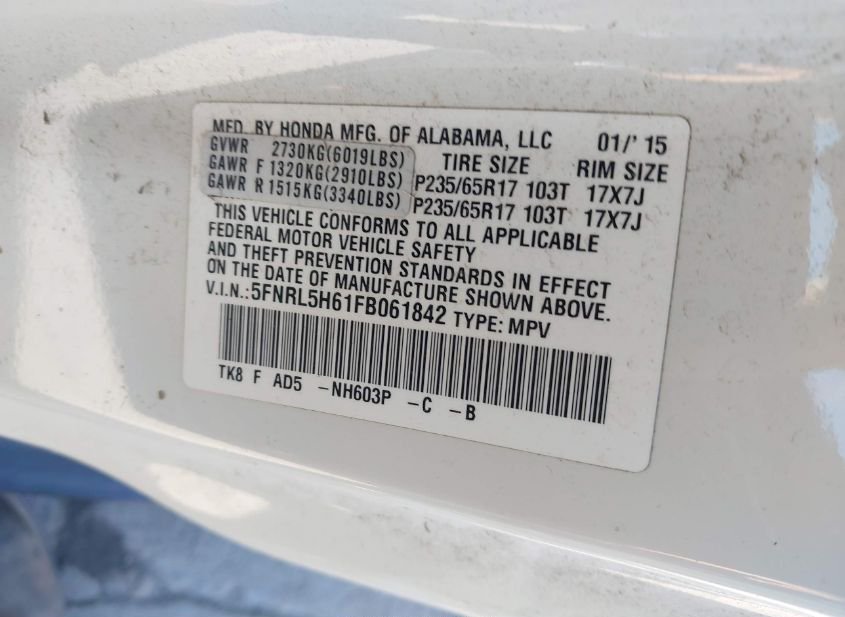 MFD. BY HONDA MFG. OF ALABAMA, LLC 01/' 15
GVWR 2730KG(6019LBS) TIRE SIZE RIM SIZE
GAWR F 1320KG(2910LBS) P235/65R17 103T 17X7J
GAWR R 1515KG(3340LBS) P235/65R17 103T 17X7J
THIS VEHICLE CONFORMS TO ALL APPLICABLE
FEDERAL MOTOR VEHICLE SAFETY
AND THEFT PREVENTION STANDARDS IN EFFECT
ON THE DATE OF MANUFACTURE SHOWN ABOVE.
V.I.N.: 5FNRL5H61FB061842 TYPE: MPV
TK8 F AD5 -NH603P -C -B